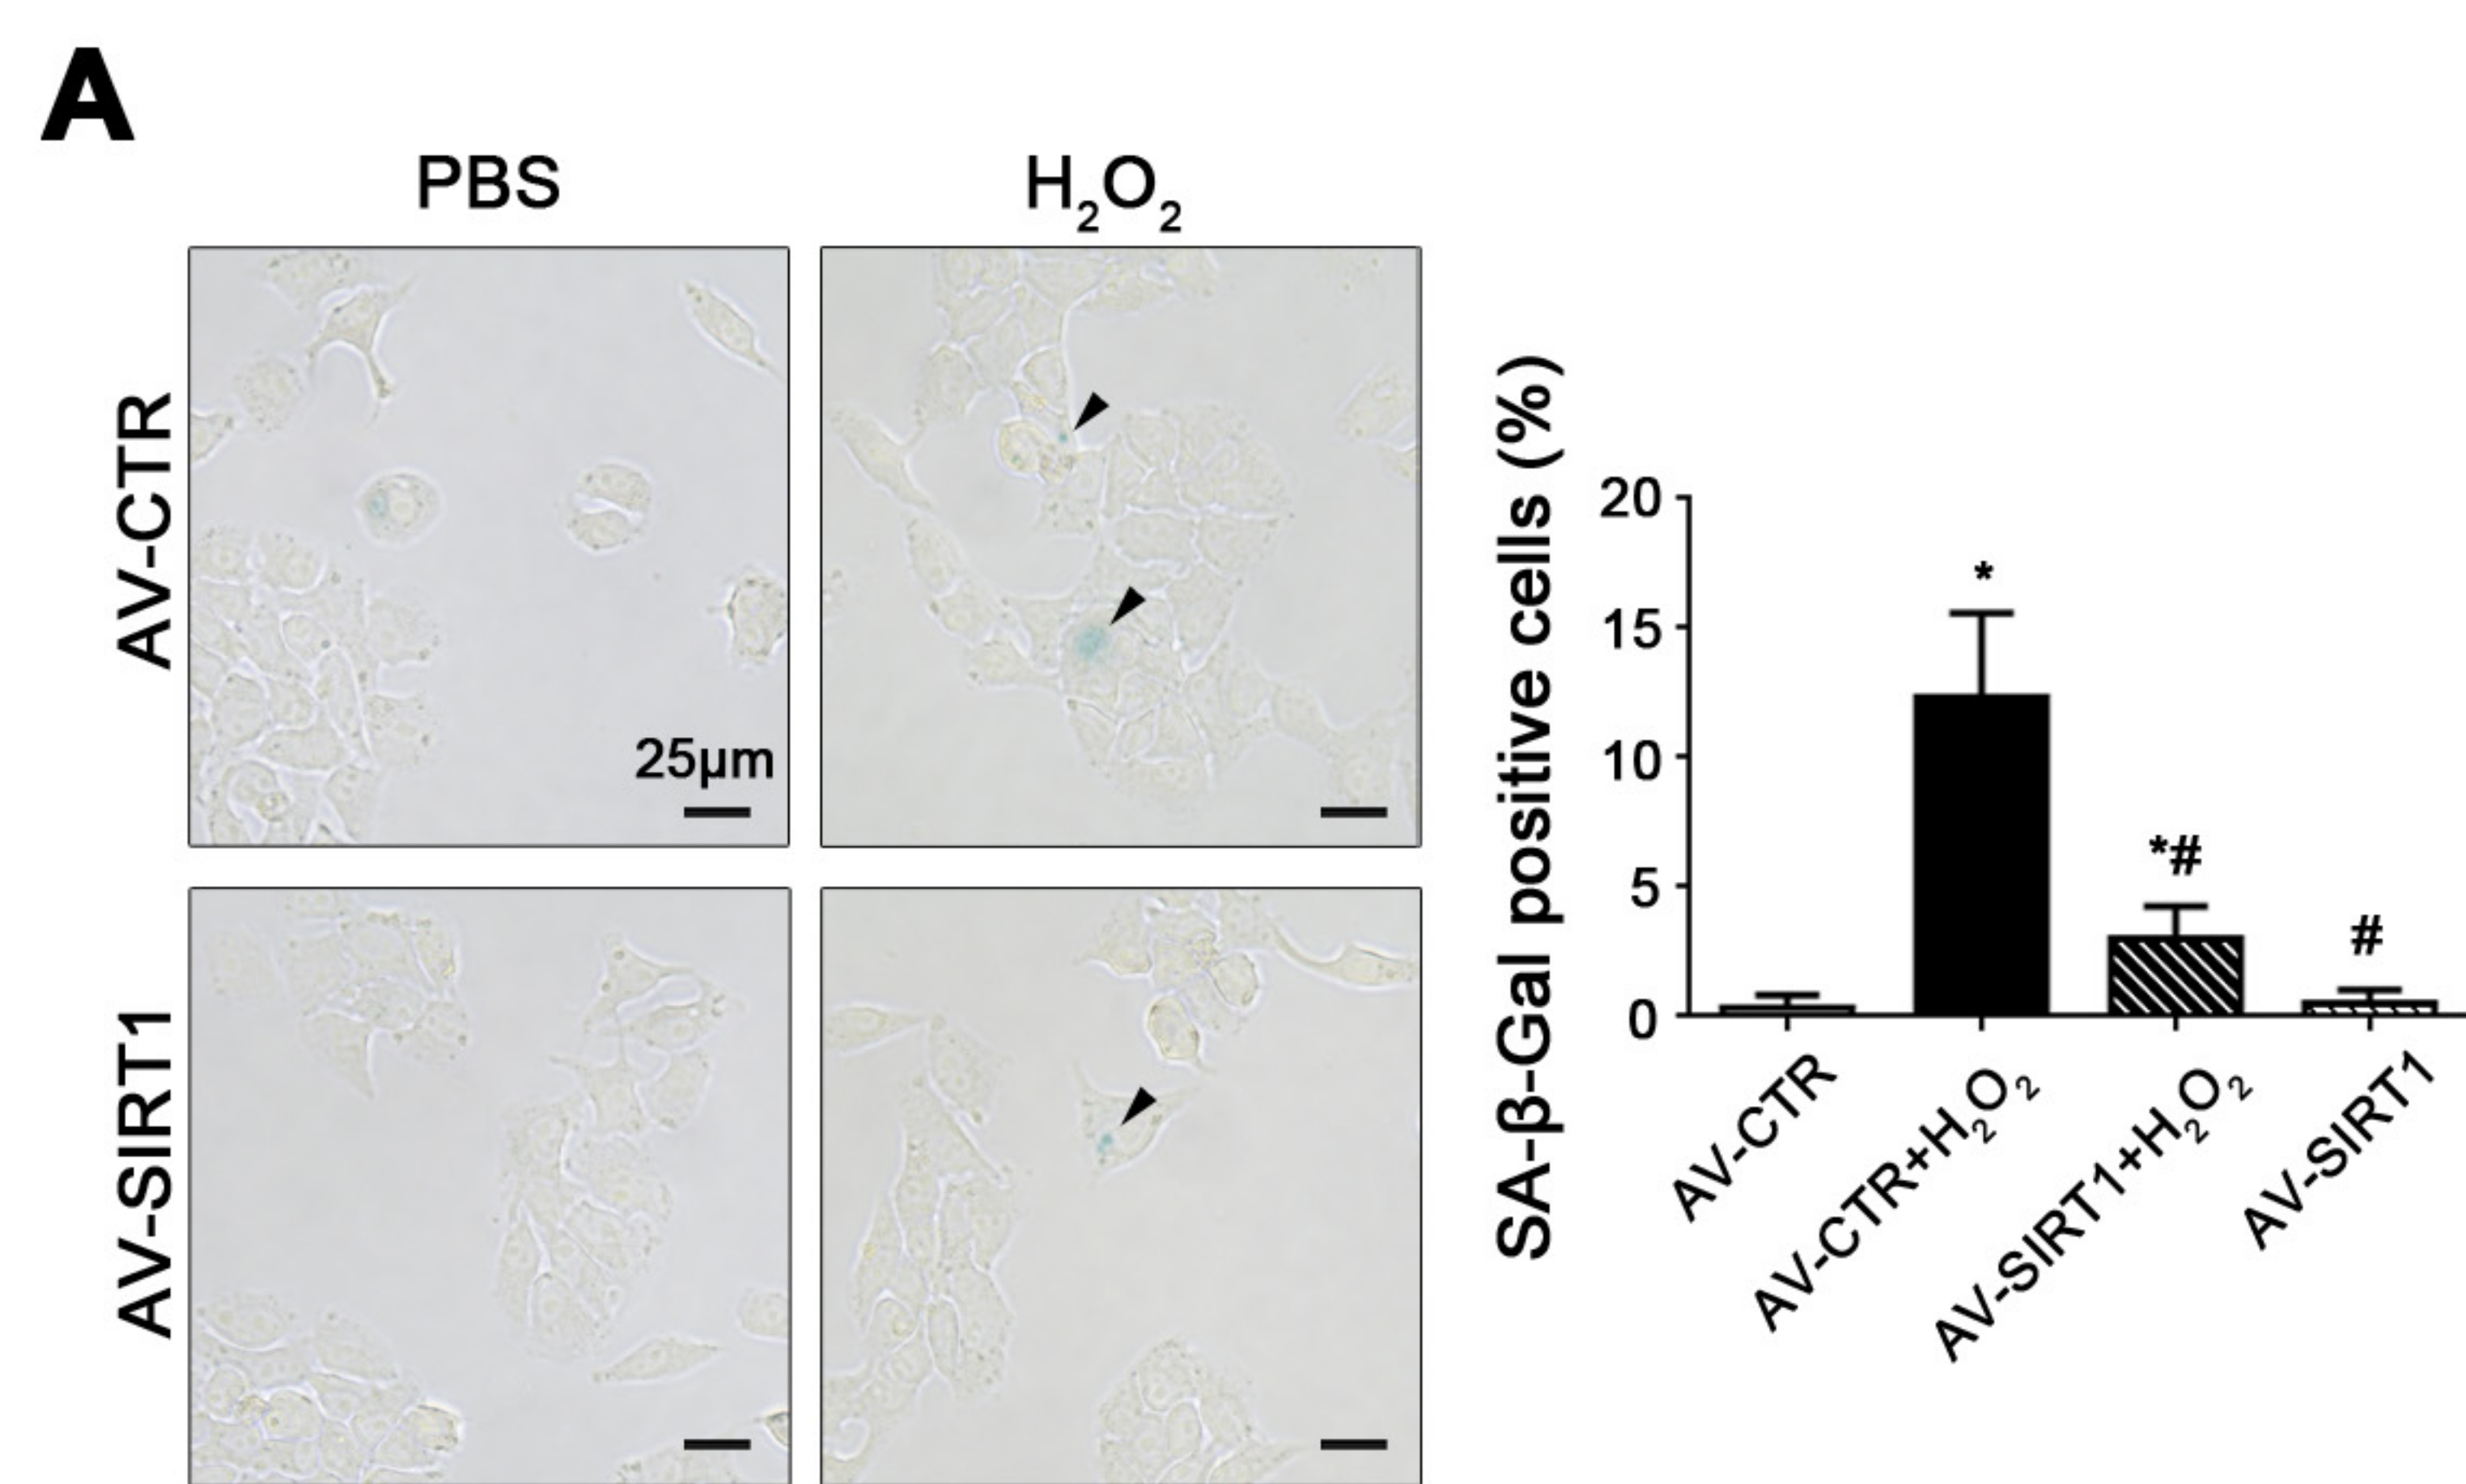 A
PBS
H₂O₂
AV-CTR
25µm
AV-SIRT1
SA-β-Gal positive cells (%)
20
15
10
5
0
*
*#
#
AV-CTR
AV-CTR+H₂O₂
AV-SIRT1+H₂O₂
AV-SIRT1